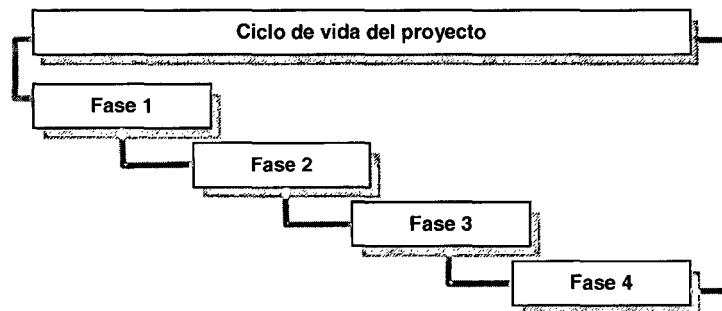 Ciclo de vida del proyecto
Fase 1
Fase 2
Fase 3
Fase 4